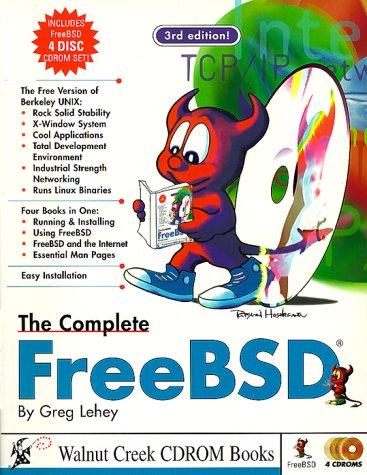 INCLUDES
FreeBSD
4 DISC
CDROM SET!
3rd edition!
TCP/IP
The Free Version of
Berkeley UNIX:
• Rock Solid Stability
• X-Window System
• Cool Applications
• Total Development
Environment
• Industrial Strength
Networking
• Runs Linux Binaries
Four Books in One:
• Running & Installing
• Using FreeBSD
• FreeBSD and the Internet
• Essential Man Pages
Easy Installation
The Complete
FreeBSD®
By Greg Lehey
Walnut Creek CDROM Books
FreeBSD
4 CDROMS